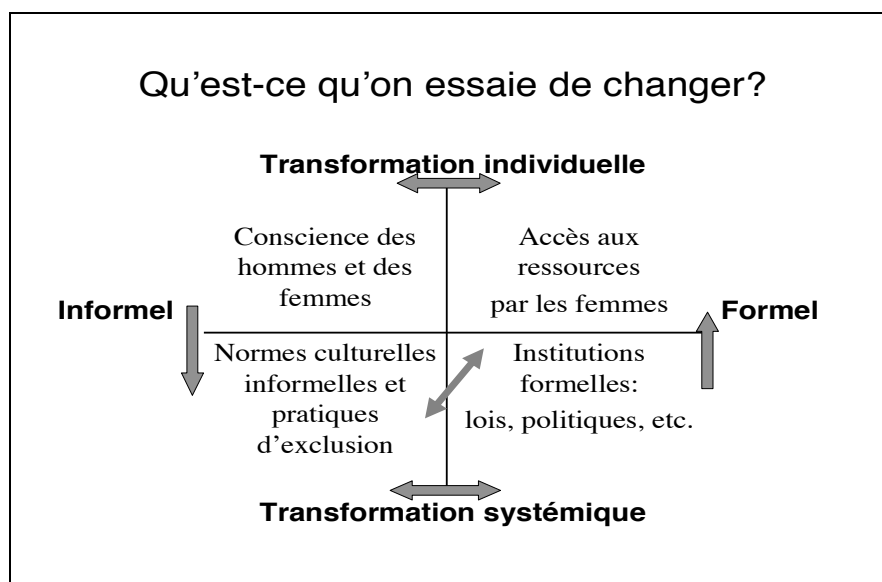 Qu'est-ce qu'on essaie de changer?
Transformation individuelle
Conscience des
hommes et des
femmes
Accès aux
ressources
par les femmes
Informel
Formel
Normes culturelles
informelles et
pratiques
d'exclusion
Institutions
formelles:
lois, politiques, etc.
Transformation systémique